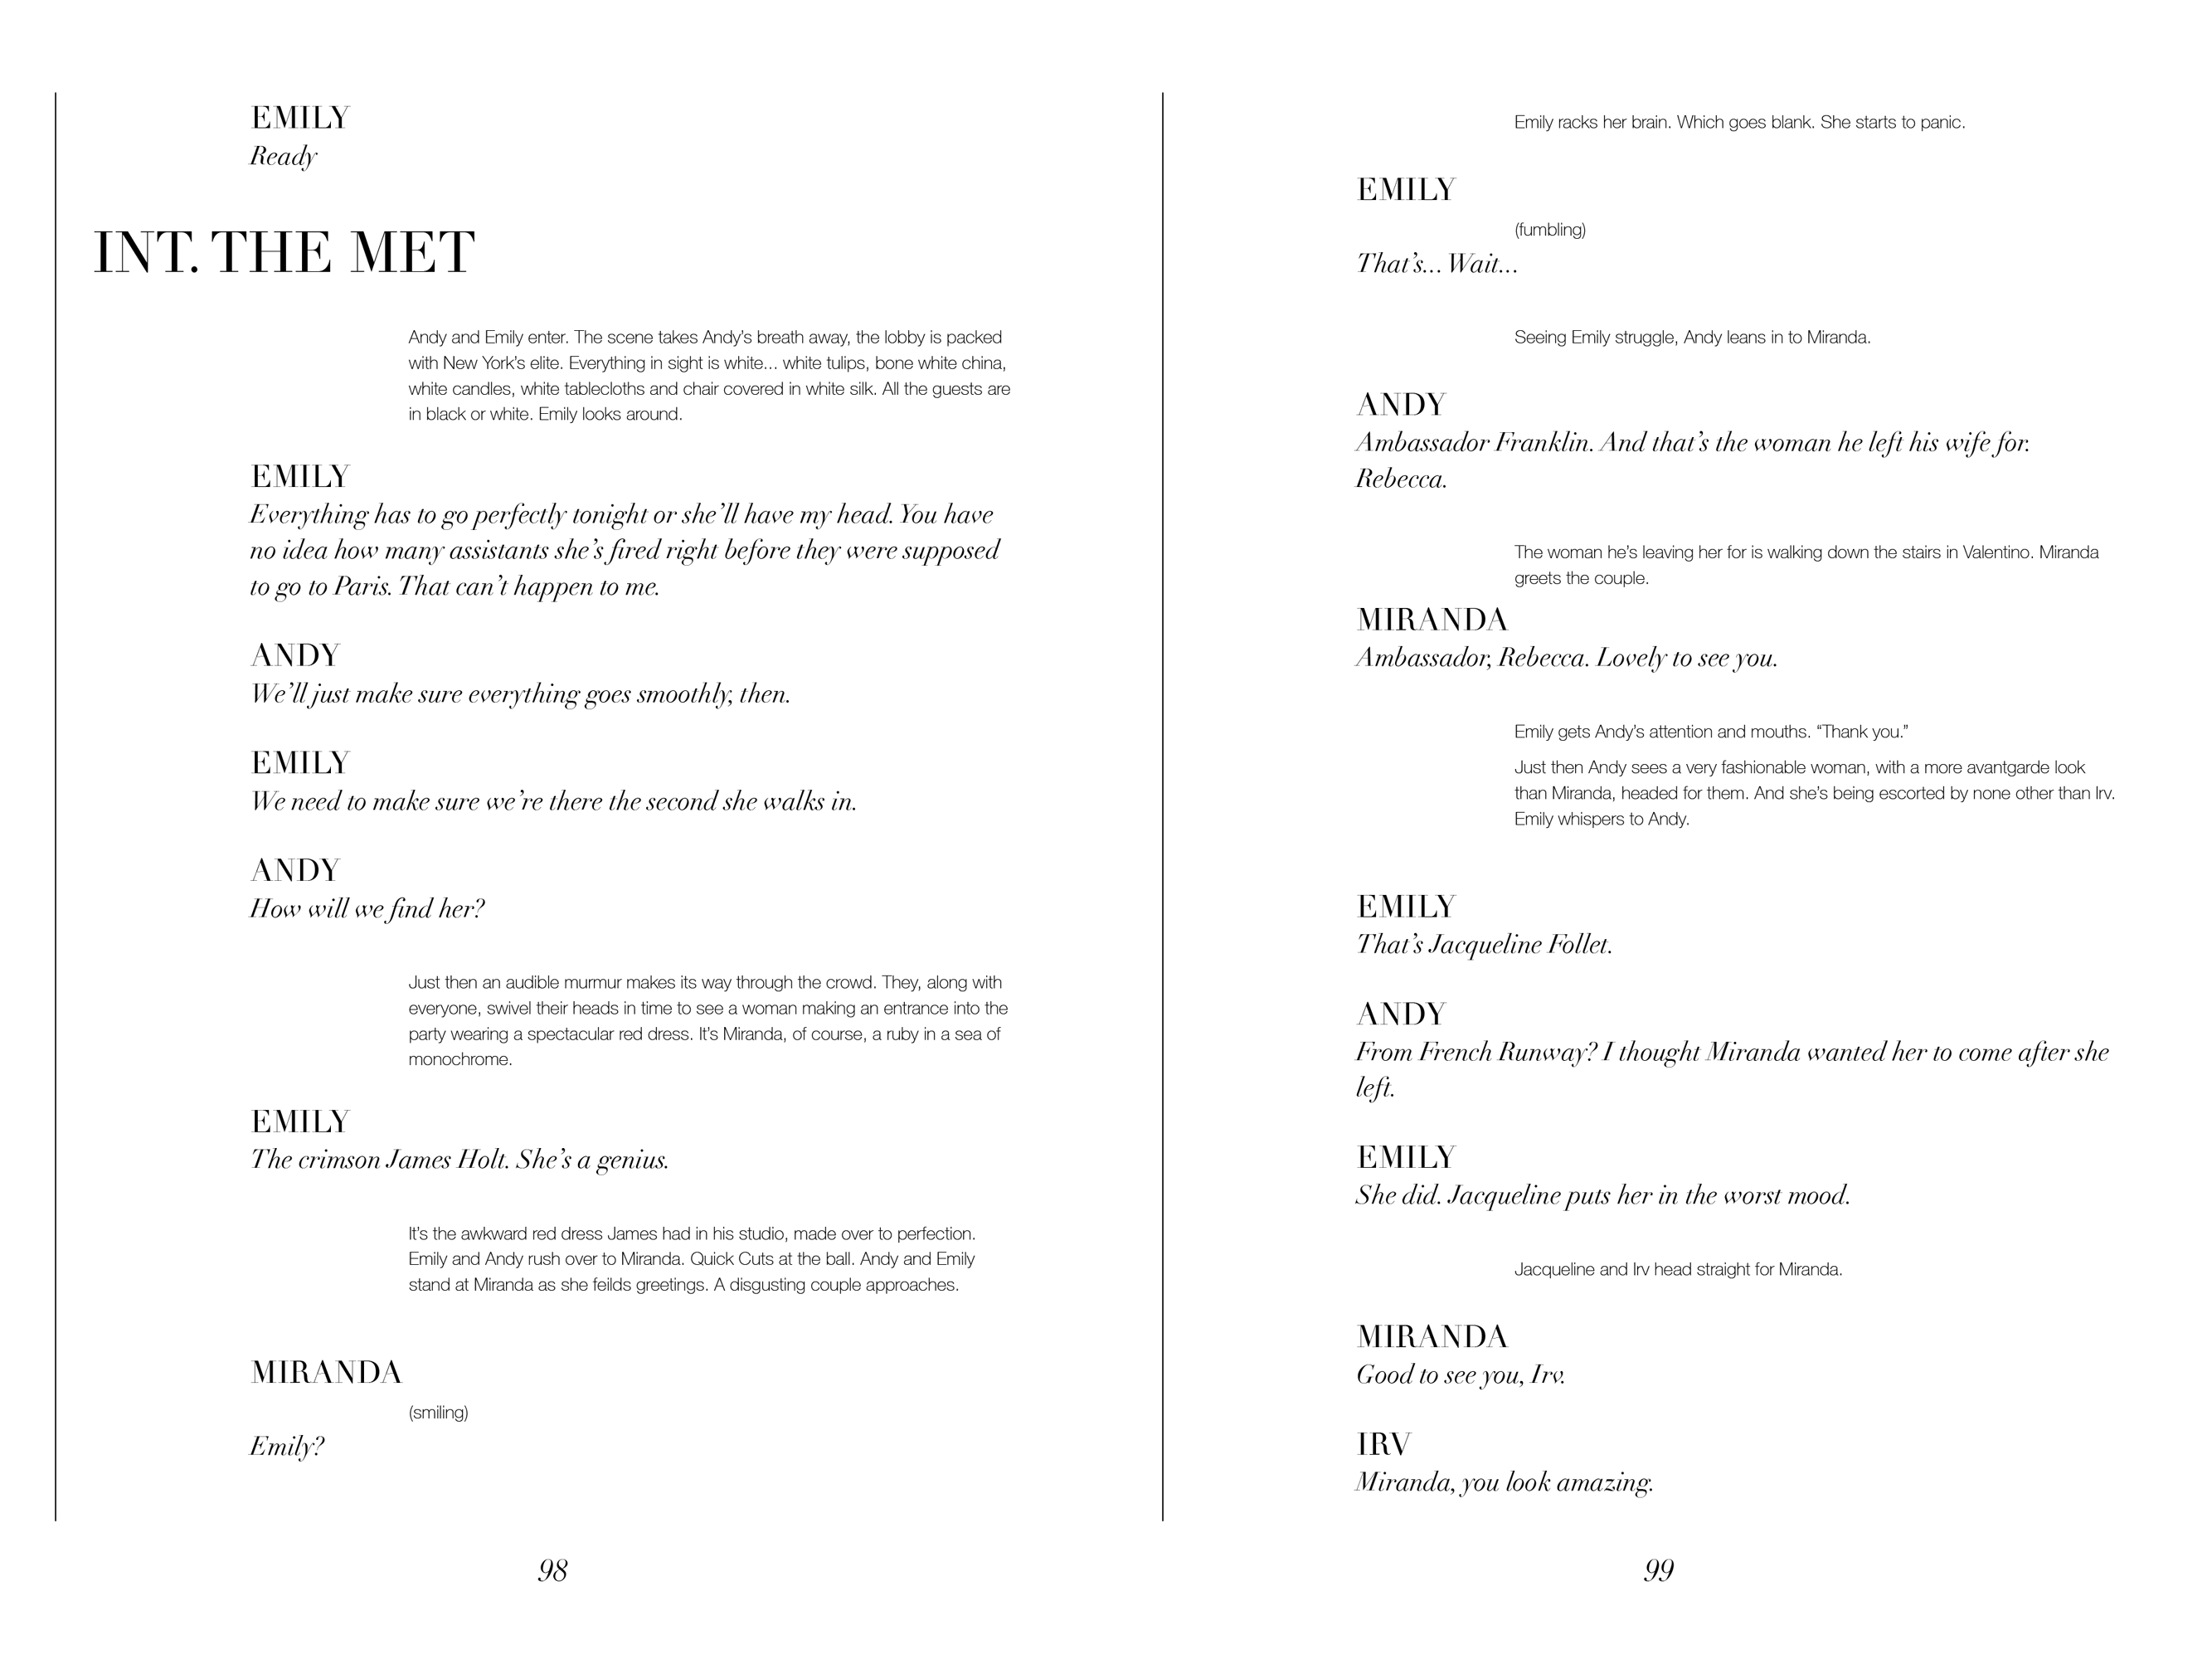 EMILY
Ready
INT. THE MET
Andy and Emily enter. The scene takes Andy’s breath away, the lobby is packed
with New York’s elite. Everything in sight is white... white tulips, bone white china,
white candles, white tablecloths and chair covered in white silk. All the guests are
in black or white. Emily looks around.
EMILY
Everything has to go perfectly tonight or she’ll have my head. You have
no idea how many assistants she’s fired right before they were supposed
to go to Paris. That can’t happen to me.
ANDY
We’ll just make sure everything goes smoothly, then.
EMILY
We need to make sure we’re there the second she walks in.
ANDY
How will we find her?
Just then an audible murmur makes its way through the crowd. They, along with
everyone, swivel their heads in time to see a woman making an entrance into the
party wearing a spectacular red dress. It’s Miranda, of course, a ruby in a sea of
monochrome.
EMILY
The crimson James Holt. She’s a genius.
It’s the awkward red dress James had in his studio, made over to perfection.
Emily and Andy rush over to Miranda. Quick Cuts at the ball. Andy and Emily
stand at Miranda as she feilds greetings. A disgusting couple approaches.
MIRANDA
(smiling)
Emily?
98
Emily racks her brain. Which goes blank. She starts to panic.
EMILY
(fumbling)
That’s... Wait...
Seeing Emily struggle, Andy leans in to Miranda.
ANDY
Ambassador Franklin. And that’s the woman he left his wife for.
Rebecca.
The woman he’s leaving her for is walking down the stairs in Valentino. Miranda
greets the couple.
MIRANDA
Ambassador, Rebecca. Lovely to see you.
Emily gets Andy’s attention and mouths. “Thank you.”
Just then Andy sees a very fashionable woman, with a more avantgarde look
than Miranda, headed for them. And she’s being escorted by none other than Irv.
Emily whispers to Andy.
EMILY
That’s Jacqueline Follet.
ANDY
From French Runway? I thought Miranda wanted her to come after she
left.
EMILY
She did. Jacqueline puts her in the worst mood.
Jacqueline and Irv head straight for Miranda.
MIRANDA
Good to see you, Irv.
IRV
Miranda, you look amazing.
99